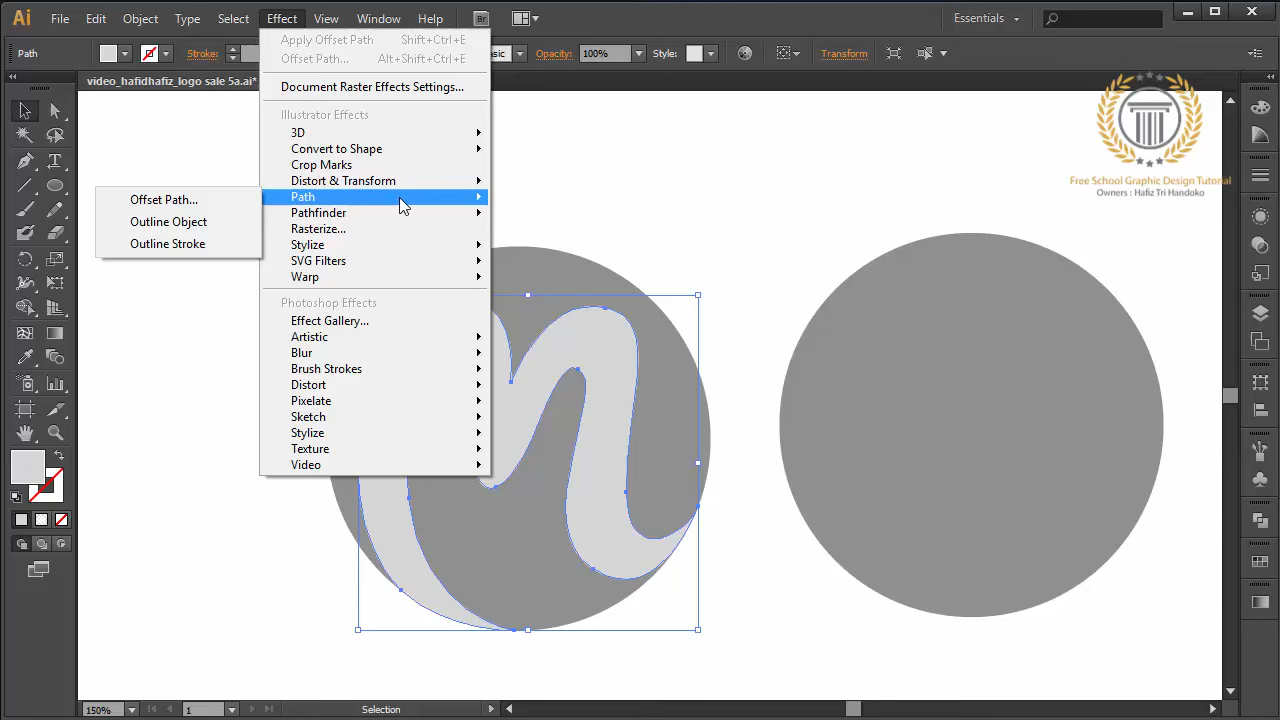 Ai File Edit Object Type Select Effect View Window Help Br Essentials
Path Stroke: sic Opacity: 100% Style: Transform
video_hafidhafiz_logo sale 5a.ai*
Apply Offset Path Shift+Ctrl+E
Offset Path... Alt+Shift+Ctrl+E
Document Raster Effects Settings...
Illustrator Effects
3D
Convert to Shape
Crop Marks
Distort & Transform
Path
Pathfinder
Rasterize...
Stylize
SVG Filters
Warp
Photoshop Effects
Effect Gallery...
Artistic
Blur
Brush Strokes
Distort
Pixelate
Sketch
Stylize
Texture
Video
Offset Path...
Outline Object
Outline Stroke
Free School Graphic Design Tutorial
Owners : Hafiz Tri Handoko
150% 1 Selection